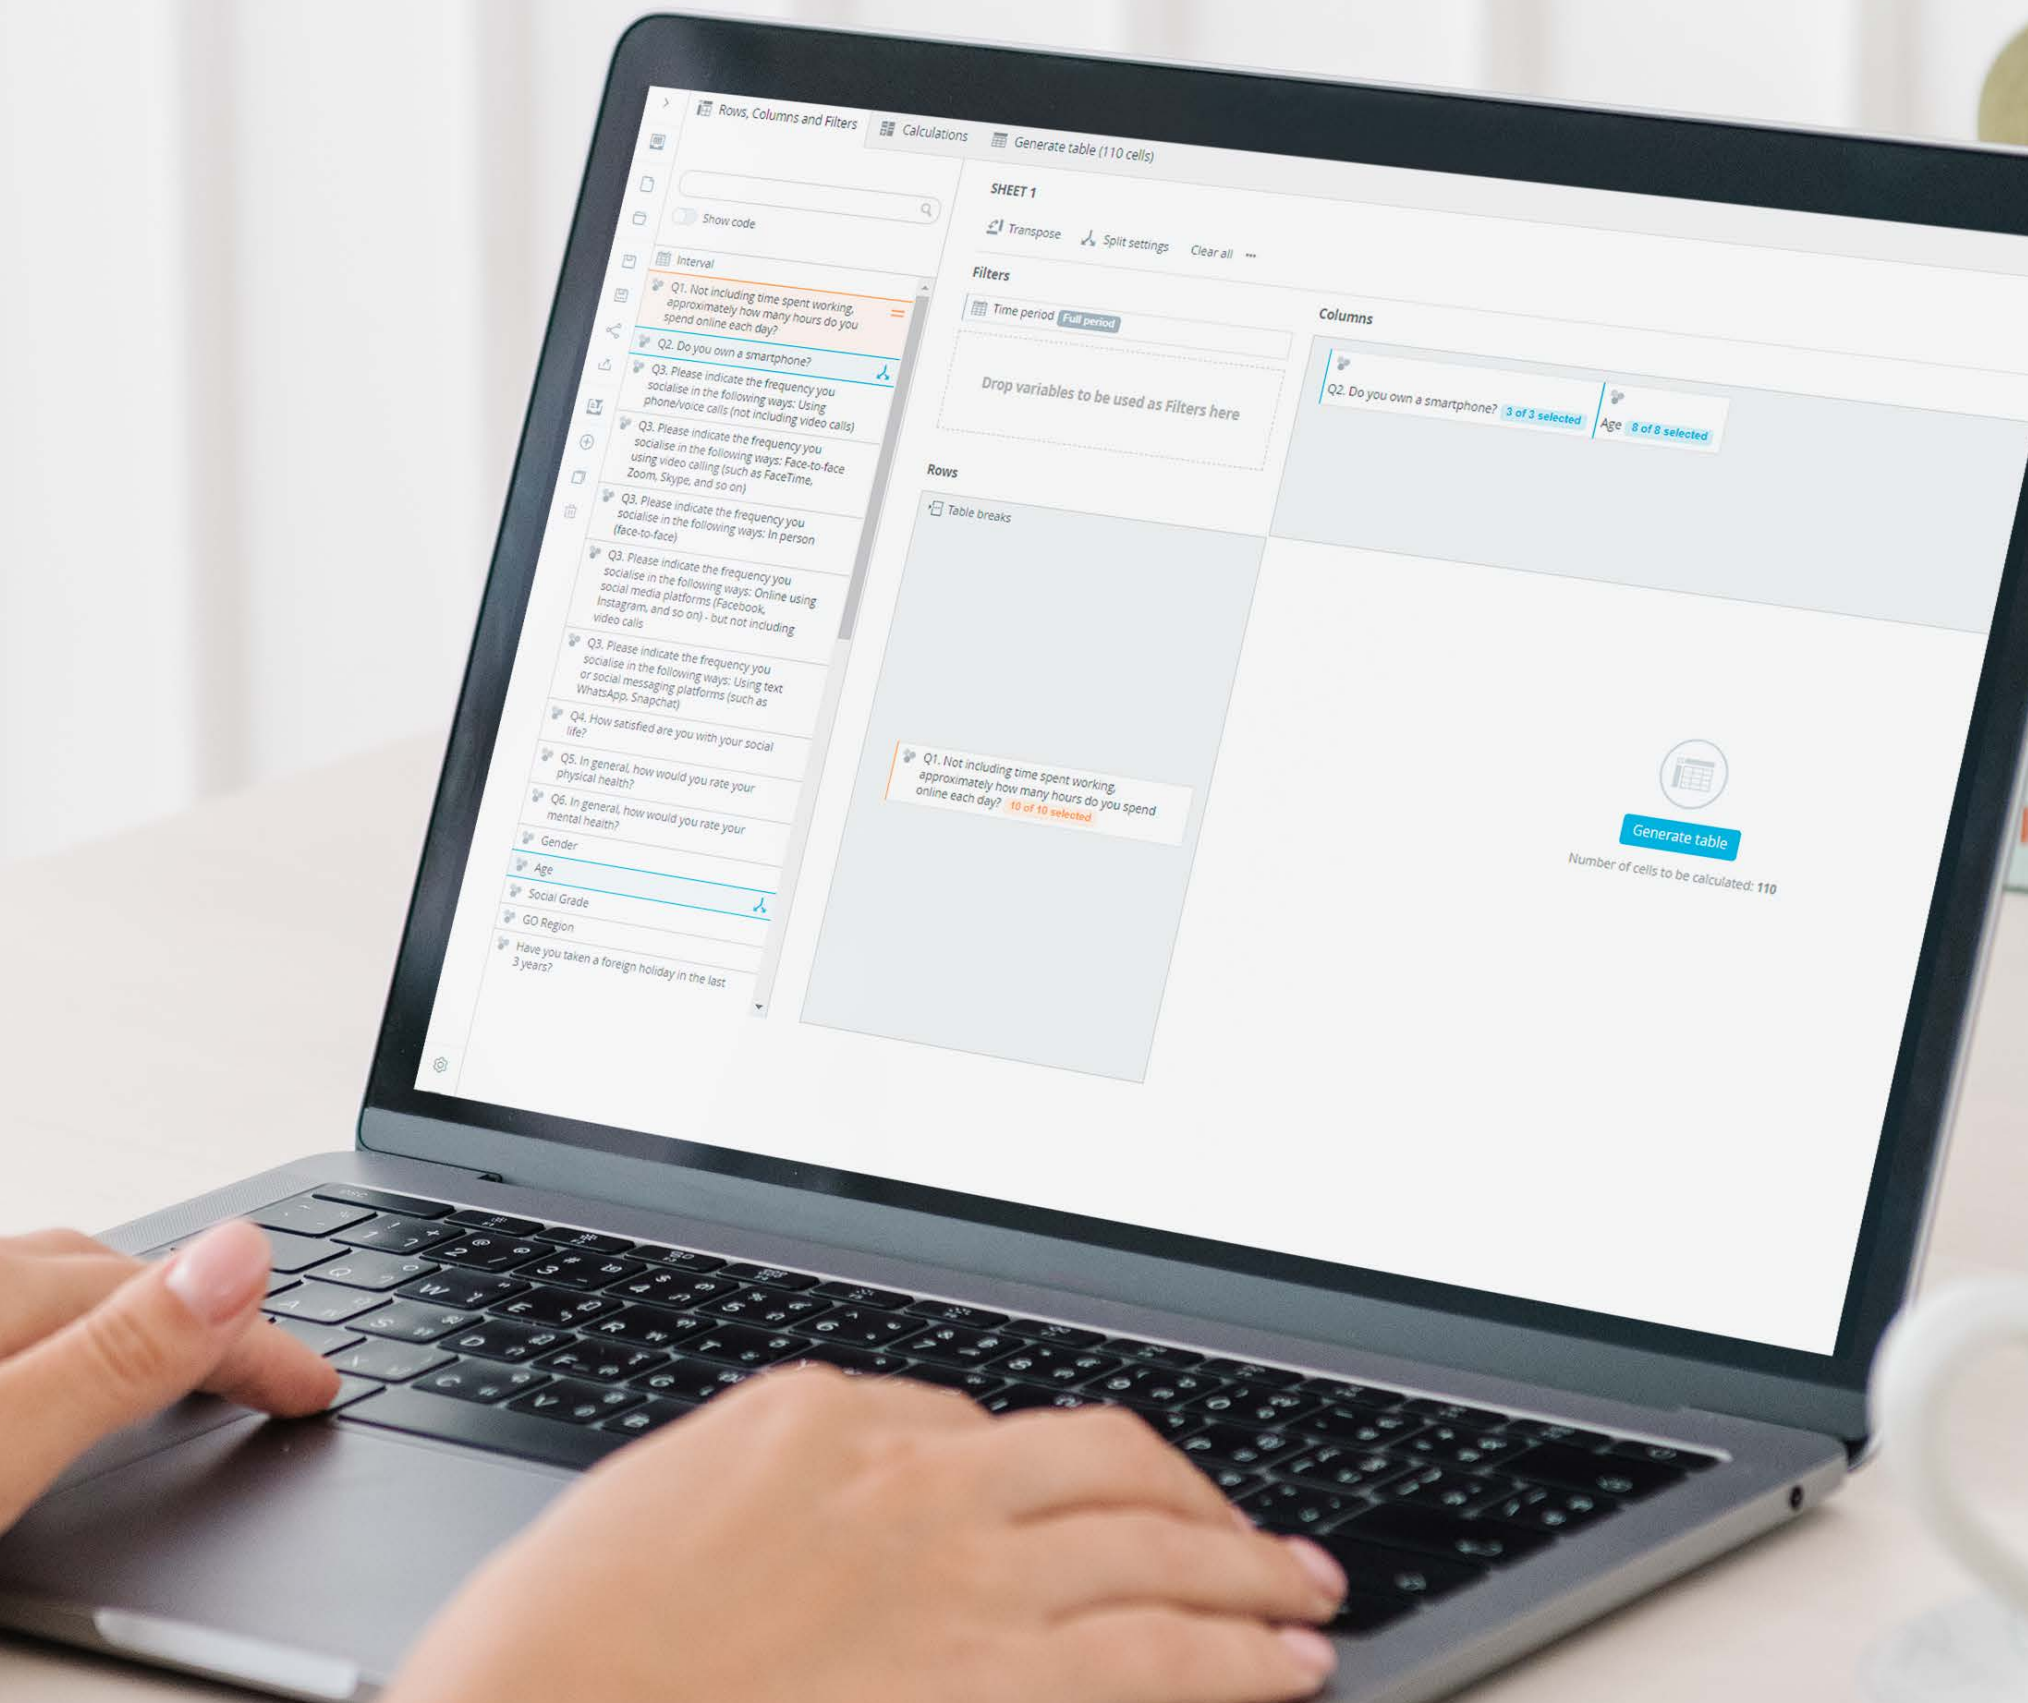 Rows, Columns and Filters
Calculations
Generate table (110 cells)
Show code
Interval
Q1. Not including time spent working,
approximately how many hours do you
spend online each day?
Q2. Do you own a smartphone?
Q3. Please indicate the frequency you
socialise in the following ways: Using
phone/voice calls (not including video calls)
Q3. Please indicate the frequency you
socialise in the following ways: Face-to-face
using video calling (such as FaceTime,
Zoom, Skype, and so on)
Q3. Please indicate the frequency you
socialise in the following ways: In person
(face-to-face)
Q3. Please indicate the frequency you
socialise in the following ways: Online using
social media platforms (Facebook,
Instagram, and so on) - but not including
video calls
Q3. Please indicate the frequency you
socialise in the following ways: Using text
or social messaging platforms (such as
WhatsApp, Snapchat)
Q4. How satisfied are you with your social
life?
Q5. In general, how would you rate your
physical health?
Q6. In general, how would you rate your
mental health?
Gender
Age
Social Grade
GO Region
Have you taken a foreign holiday in the last
3 years?
SHEET 1
Transpose
Split settings
Clear all
Filters
Time period Full period
Drop variables to be used as Filters here
Columns
Q2. Do you own a smartphone? 3 of 3 selected
Age 8 of 8 selected
Rows
Table breaks
Q1. Not including time spent working,
approximately how many hours do you spend
online each day? 10 of 10 selected
Generate table
Number of cells to be calculated: 110